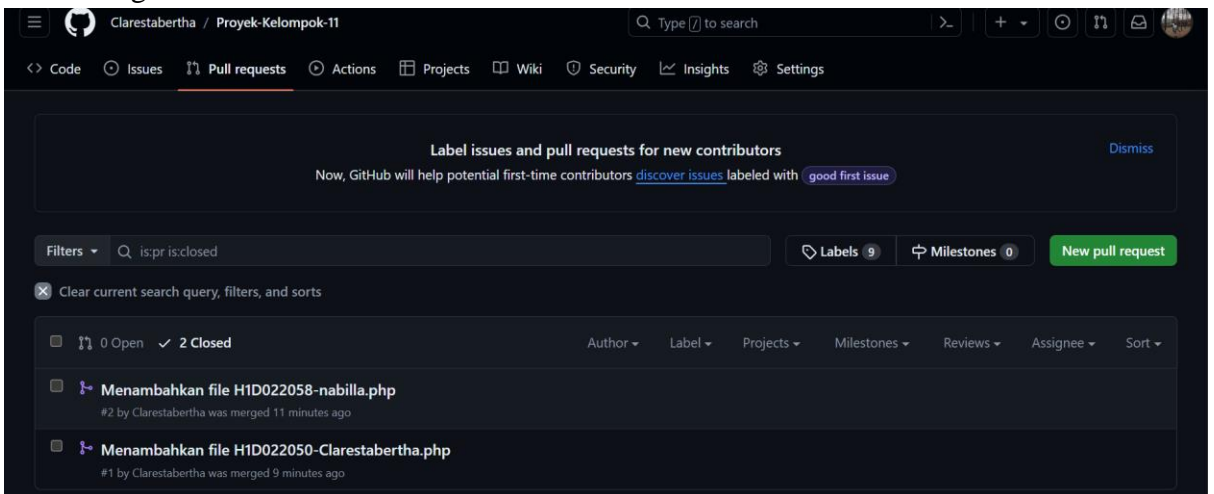 Clarestabertha / Proyek-Kelompok-11
Type / to search
Code Issues Pull requests Actions Projects Wiki Security Insights Settings
Label issues and pull requests for new contributors
Dismiss
Now, GitHub will help potential first-time contributors discover issues labeled with good first issue
Filters is:pr is:closed Labels 9 Milestones 0 New pull request
Clear current search query, filters, and sorts
0 Open 2 Closed Author Label Projects Milestones Reviews Assignee Sort
Menambahkan file H1D022058-nabilla.php
#2 by Clarestabertha was merged 11 minutes ago
Menambahkan file H1D022050-Clarestabertha.php
#1 by Clarestabertha was merged 9 minutes ago